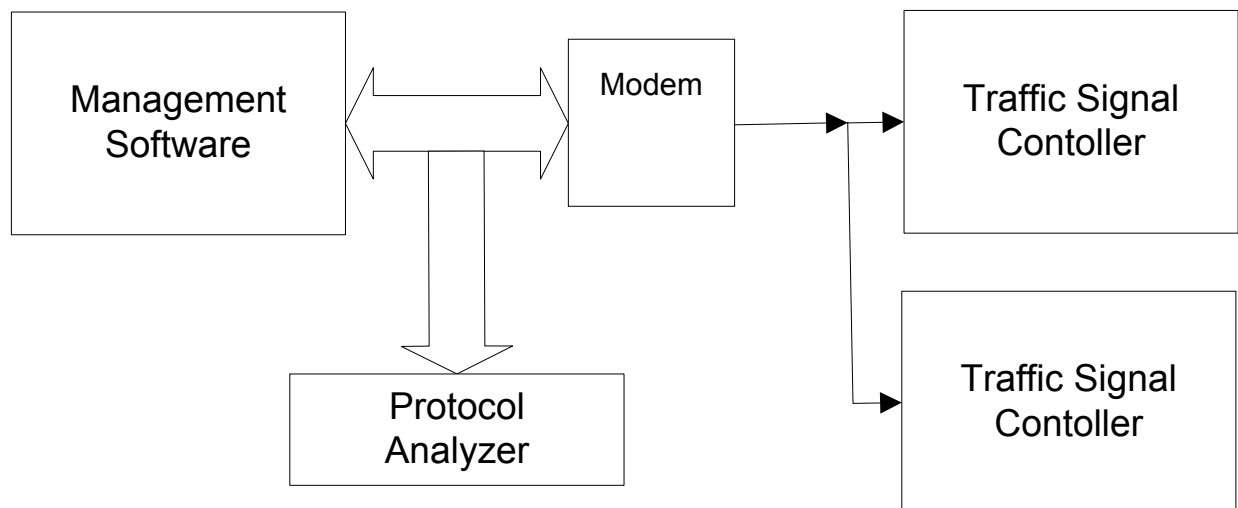 Management
Software
Modem
Traffic Signal
Contoller
Protocol
Analyzer
Traffic Signal
Contoller